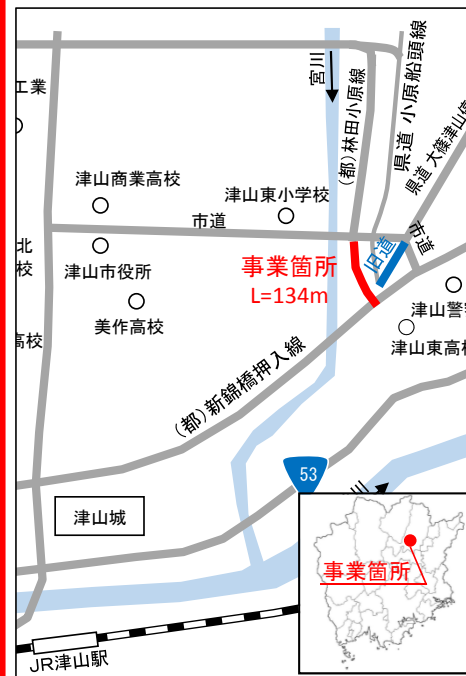 宮川
(都)林田小原線
県道 小原船頭線
県道 大篠津山
工業
津山商業高校
津山東小学校
市道
市道
旧道
北
校
津山市役所
事業箇所
L=134m
美作高校
津山警
津山東高校
高校
(都)新錦橋押入線
53
川
津山城
事業箇所
JR津山駅